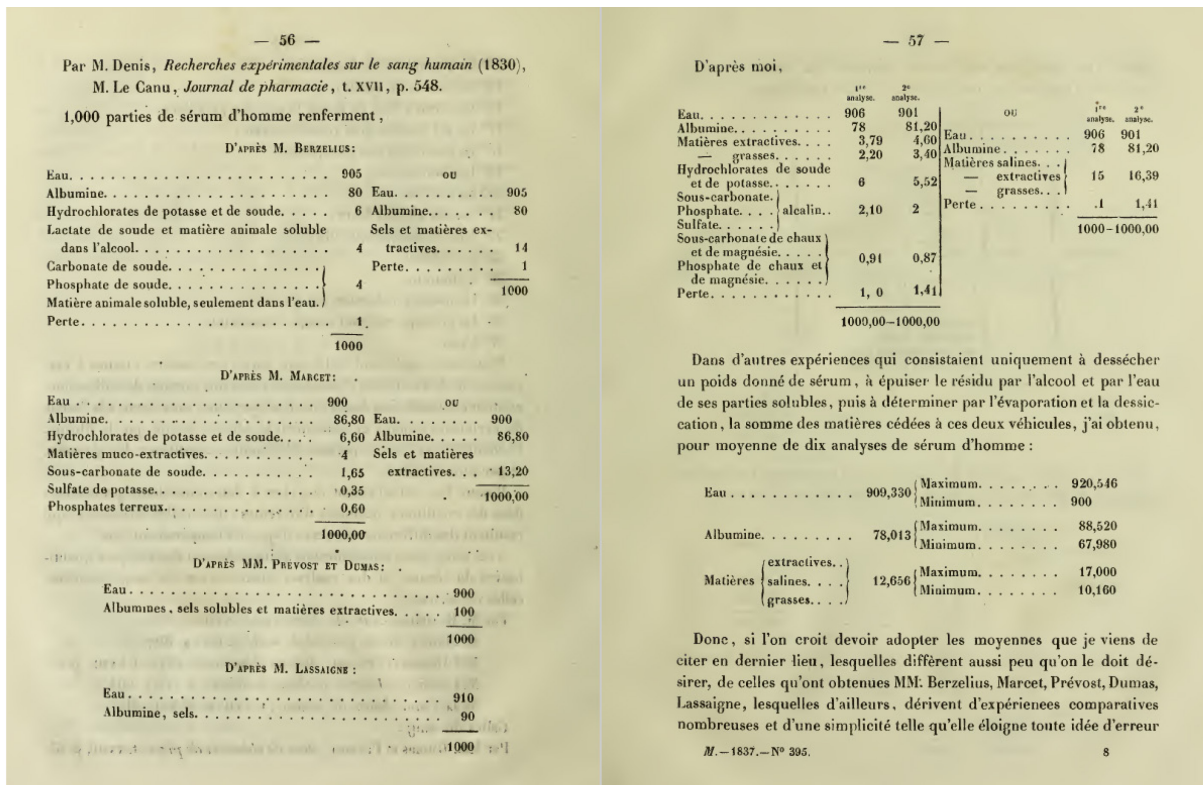 — 56 —
Par M. Denis, Recherches expérimentales sur le sang humain (1830),
M. Le Canu, Journal de pharmacie, t. XVII, p. 548.
1,000 parties de sérum d'homme renferment,
D'APRÈS M. BERZELIUS:
Eau. . . . . . . . . . 905
Albumine. . . . . . . . . . 80
Hydrochlorates de potasse et de soude. . . . . 6
Lactate de soude et matière animale soluble
dans l'alcool. . . . . . . . . . 4
Carbonate de soude. . . . . . . . . .
Phosphate de soude. . . . . . . . . . 4
Matière animale soluble, seulement dans l'eau.
Perte. . . . . . . . . . 1
1000
ou
Eau. . . . . . . . 905
Albumine. . . . . . . 80
Sels et matières ex-
tractives. . . . . . 14
Perte. . . . . . . . . 1
1000
D'APRÈS M. MARCET:
Eau . . . . . . . . . . 900
Albumine. . . . . . . . . . 86,80
Hydrochlorates de potasse et de soude. . . . 6,60
Matières muco-extractives. . . . . . . . . . 4
Sous-carbonate de soude. . . . . . . . . . 1,65
Sulfate de potasse. . . . . . . . . . 0,35
Phosphates terreux. . . . . . . . . . 0,60
1000,00
ou
Eau. . . . . . . . 900
Albumine. . . . . 86,80
Sels et matières
extractives. . . 13,20
1000,00
D'APRÈS MM. PREVOST ET DUMAS:
Eau. . . . . . . . . . 900
Albumines, sels solubles et matières extractives. . . . . 100
1000
D'APRÈS M. LASSAIGNE :
Eau. . . . . . . . . . 910
Albumine, sels. . . . . . . . . . 90
1000
— 57 —
D'après moi,
1re analyse. 2e analyse.
Eau. . . . . . . . . . 906 901
Albumine. . . . . . . . . . 78 81,20
Matières extractives. . . . 3,79 4,60
— grasses. . . . . . 2,20 3,40
Hydrochlorates de soude
et de potasse. . . . . . . 6 5,52
Sous-carbonate.
Phosphate. . . . alcalin. . 2,10 2
Sulfate. . . . . .
Sous-carbonate de chaux
et de magnésie. . . . . 0,91 0,87
Phosphate de chaux et
de magnésie. . . . . .
Perte. . . . . . . . . . 1, 0 1,41
1000,00–1000,00
ou
1re analyse. 2e analyse.
Eau. . . . . . . . . . 906 901
Albumine. . . . . . . 78 81,20
Matières salines. . .
— extractives 15 16,39
— grasses. . .
Perte . . . . . . . . . 1 1,41
1000–1000,00
Dans d'autres expériences qui consistaient uniquement à dessécher
un poids donné de sérum, à épuiser le résidu par l'alcool et par l'eau
de ses parties solubles, puis à déterminer par l'évaporation et la dessic-
cation, la somme des matières cédées à ces deux véhicules, j'ai obtenu,
pour moyenne de dix analyses de sérum d'homme :
Eau . . . . . . . . . . 909,330 Maximum. . . . . . . . 920,546
Minimum. . . . . . . . 900
Albumine. . . . . . . . . 78,013 Maximum. . . . . . . . 88,520
Minimum. . . . . . . . 67,980
Matières extractives. . salines. . . . grasses. . . . 12,656 Maximum. . . . . . . . 17,000
Minimum. . . . . . . . 10,160
Donc, si l'on croit devoir adopter les moyennes que je viens de
citer en dernier lieu, lesquelles diffèrent aussi peu qu'on le doit dé-
sirer, de celles qu'ont obtenues MM. Berzelius, Marcet, Prévost, Dumas,
Lassaigne, lesquelles d'ailleurs, dérivent d'expériences comparatives
nombreuses et d'une simplicité telle qu'elle éloigne toute idée d'erreur
M.—1837.—No 395. 8